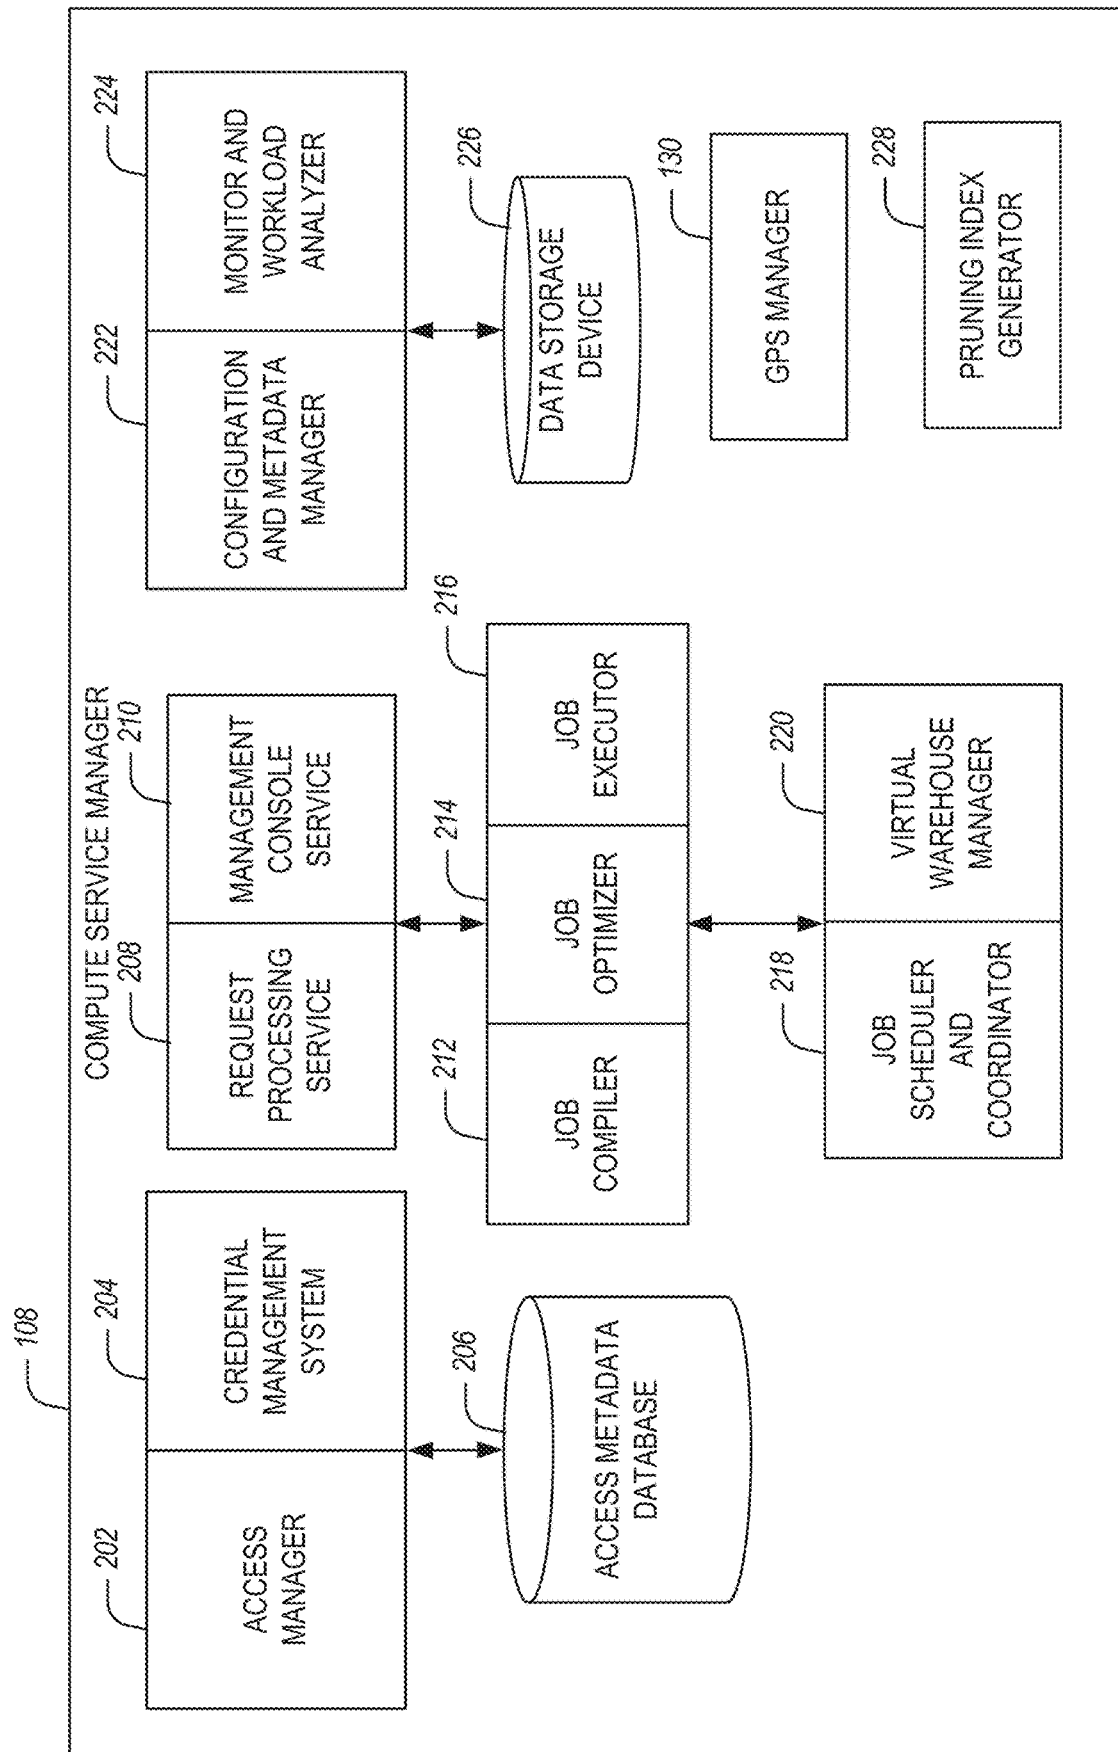 108
COMPUTE SERVICE MANAGER
202
ACCESS
MANAGER
204
CREDENTIAL
MANAGEMENT
SYSTEM
206
ACCESS METADATA
DATABASE
208
REQUEST
PROCESSING
SERVICE
210
MANAGEMENT
CONSOLE
SERVICE
212
JOB
COMPILER
214
JOB
OPTIMIZER
216
JOB
EXECUTOR
218
JOB
SCHEDULER
AND
COORDINATOR
220
VIRTUAL
WAREHOUSE
MANAGER
222
CONFIGURATION
AND METADATA
MANAGER
224
MONITOR AND
WORKLOAD
ANALYZER
226
DATA STORAGE
DEVICE
130
GPS MANAGER
228
PRUNING INDEX
GENERATOR